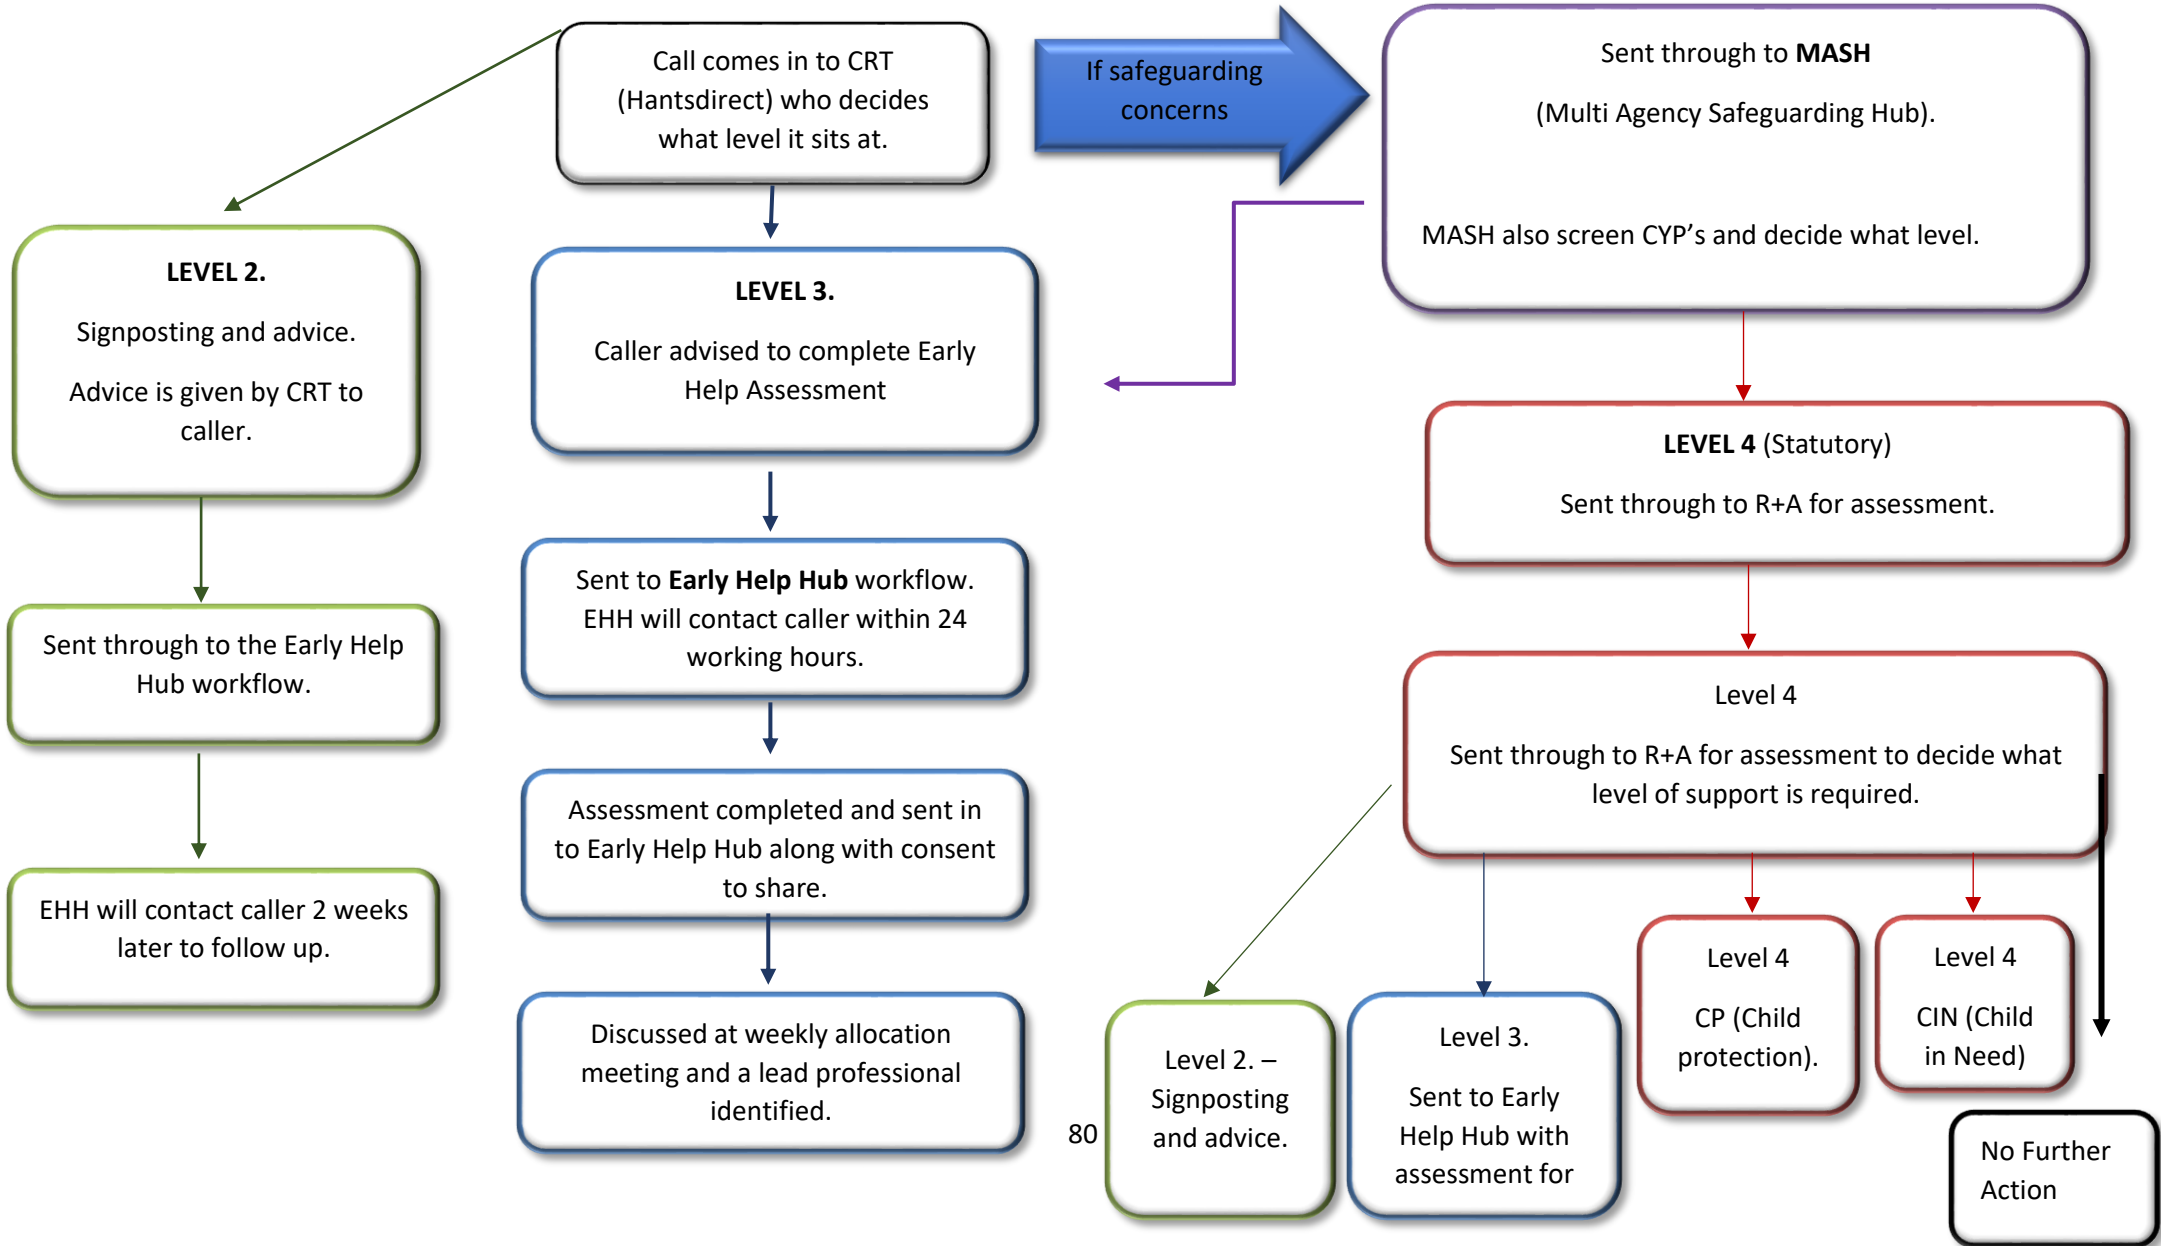 Call comes in to CRT
(Hantsdirect) who decides
what level it sits at.
If safeguarding
concerns
Sent through to MASH
(Multi Agency Safeguarding Hub).
MASH also screen CYP’s and decide what level.
LEVEL 2.
Signposting and advice.
Advice is given by CRT to
caller.
Sent through to the Early Help
Hub workflow.
EHH will contact caller 2 weeks
later to follow up.
LEVEL 3.
Caller advised to complete Early
Help Assessment
Sent to Early Help Hub workflow.
EHH will contact caller within 24
working hours.
Assessment completed and sent in
to Early Help Hub along with consent
to share.
Discussed at weekly allocation
meeting and a lead professional
identified.
LEVEL 4 (Statutory)
Sent through to R+A for assessment.
Level 4
Sent through to R+A for assessment to decide what
level of support is required.
Level 2. –
Signposting
and advice.
Level 3.
Sent to Early
Help Hub with
assessment for
Level 4
CP (Child
protection).
Level 4
CIN (Child
in Need)
No Further
Action
80